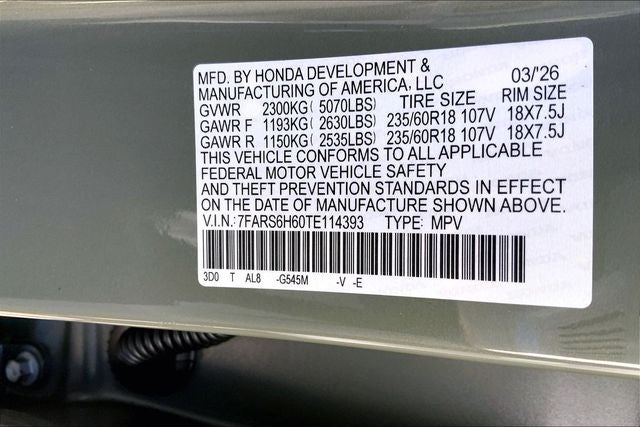 MFD. BY HONDA DEVELOPMENT &
MANUFACTURING OF AMERICA, LLC 03/'26
GVWR 2300KG( 5070LBS) TIRE SIZE RIM SIZE
GAWR F 1193KG( 2630LBS) 235/60R18 107V 18X7.5J
GAWR R 1150KG( 2535LBS) 235/60R18 107V 18X7.5J
THIS VEHICLE CONFORMS TO ALL APPLICABLE
FEDERAL MOTOR VEHICLE SAFETY
AND THEFT PREVENTION STANDARDS IN EFFECT
ON THE DATE OF MANUFACTURE SHOWN ABOVE.
V.I.N.:7FARS6H60TE114393 TYPE: MPV
3D0 T AL8 -G545M -V -E